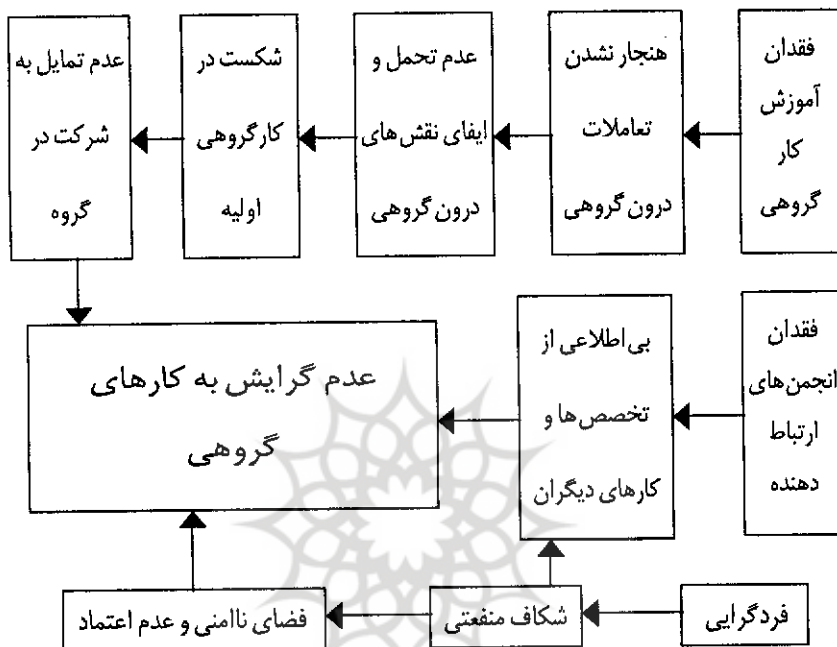 فقدان
آموزش
کار
گروهی
هنجار نشدن
تعاملات
درون گروهی
عدم تحمل و
ایفای نقش‌های
درون گروهی
شکست در
کارگروهی
اولیه
عدم تمایل به
شرکت در
گروه
فقدان
انجمن‌های
ارتباط
دهنده
بی‌اطلاعی از
تخصص‌ها و
کارهای دیگران
عدم گرایش به کارهای
گروهی
فردگرایی
شکاف منفعتی
فضای ناامنی و عدم اعتماد